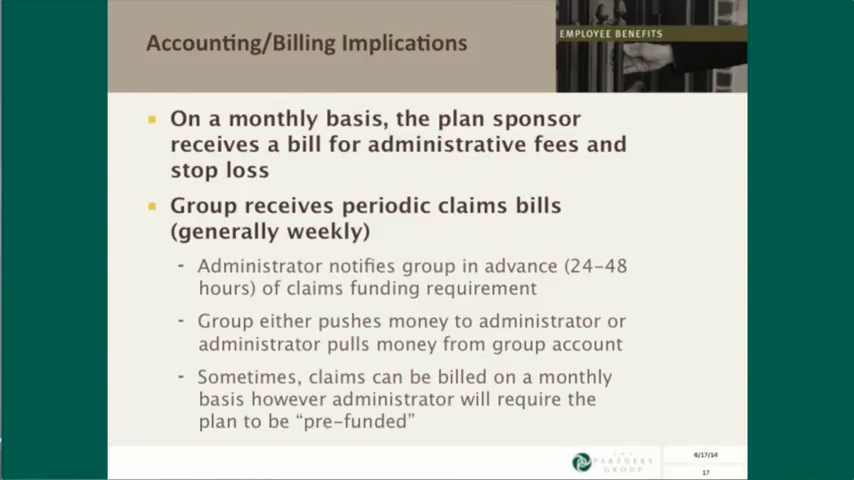 Accounting/Billing Implications
EMPLOYEE BENEFITS
On a monthly basis, the plan sponsor
receives a bill for administrative fees and
stop loss
Group receives periodic claims bills
(generally weekly)
- Administrator notifies group in advance (24-48
hours) of claims funding requirement
- Group either pushes money to administrator or
administrator pulls money from group account
- Sometimes, claims can be billed on a monthly
basis however administrator will require the
plan to be “pre-funded”
THE
PARTNERS
GROUP
6/17/14
17